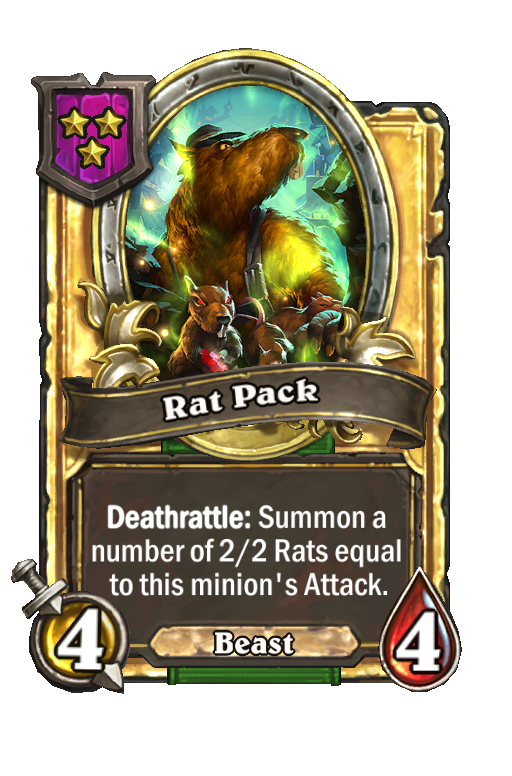 Rat Pack
Deathrattle: Summon a
number of 2/2 Rats equal
to this minion's Attack.
4
Beast
4